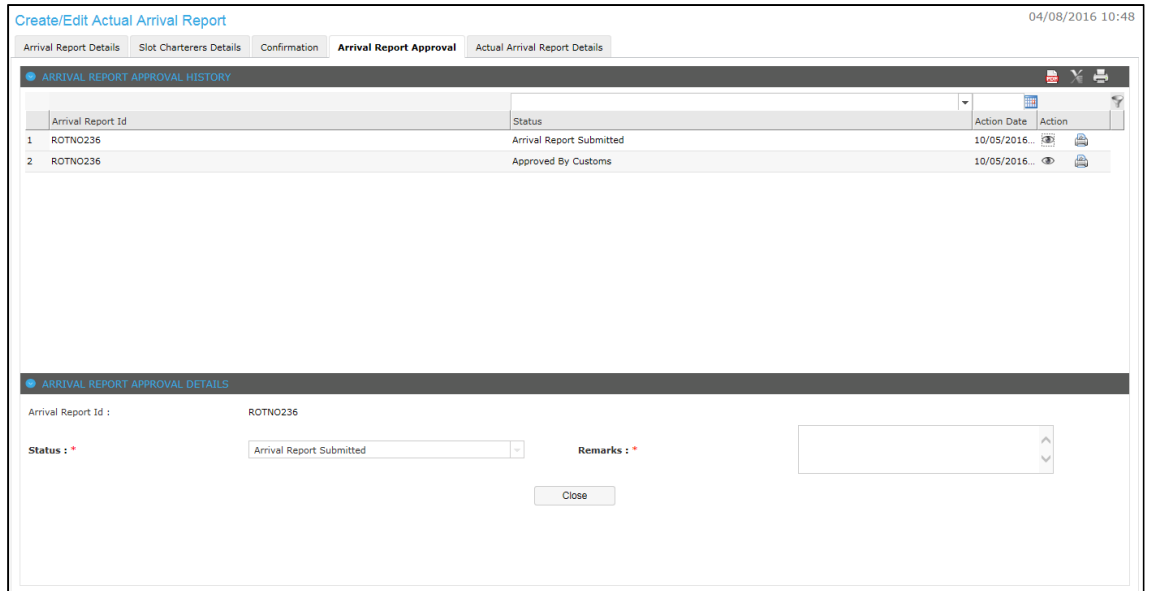 Create/Edit Actual Arrival Report 04/08/2016 10:48
Arrival Report Details Slot Charterers Details Confirmation Arrival Report Approval Actual Arrival Report Details
ARRIVAL REPORT APPROVAL HISTORY
Arrival Report Id Status Action Date Action
1 ROTNO236 Arrival Report Submitted 10/05/2016...
2 ROTNO236 Approved By Customs 10/05/2016...
ARRIVAL REPORT APPROVAL DETAILS
Arrival Report Id : ROTNO236
Status : * Arrival Report Submitted Remarks : *
Close